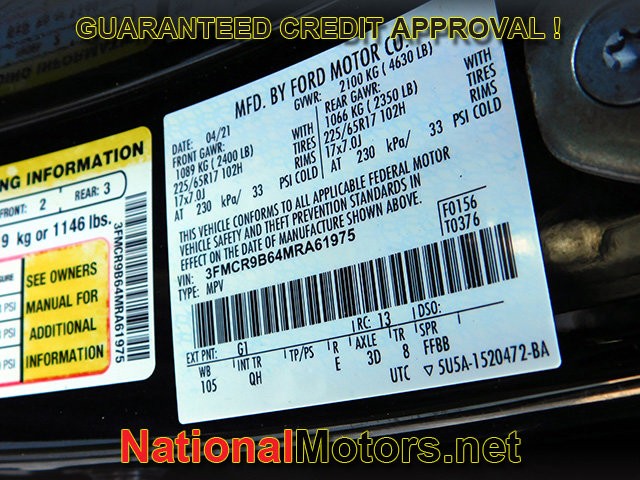 GUARANTEED CREDIT APPROVAL !
MFD. BY FORD MOTOR CO.
DATE: 04/21 GVWR: 2100 KG ( 4630 LB)
FRONT GAWR: WITH REAR GAWR: WITH
1089 KG ( 2400 LB) TIRES 1066 KG ( 2350 LB) TIRES
225/65R17 102H RIMS 225/65R17 102H RIMS
17x7.0J 17x7.0J
AT 230 kPa/ 33 PSI COLD AT 230 kPa/ 33 PSI COLD
THIS VEHICLE CONFORMS TO ALL APPLICABLE FEDERAL MOTOR
VEHICLE SAFETY AND THEFT PREVENTION STANDARDS IN
EFFECT ON THE DATE OF MANUFACTURE SHOWN ABOVE.
VIN: 3FMCR9B64MRA61975
TYPE: MPV
F0156
T0376
EXT PNT: G1 RC: 13 DSO:
WB INT TR TP/PS R AXLE TR SPR
105 QH E 3D 8 FFBB
UTC 5U5A-1520472-BA
NG INFORMATION
FRONT: 2 REAR: 3
9 kg or 1146 lbs.
SEE OWNERS
MANUAL FOR
ADDITIONAL
INFORMATION
PSI
PSI
3FMCR9B64MRA61975
NationalMotors.net